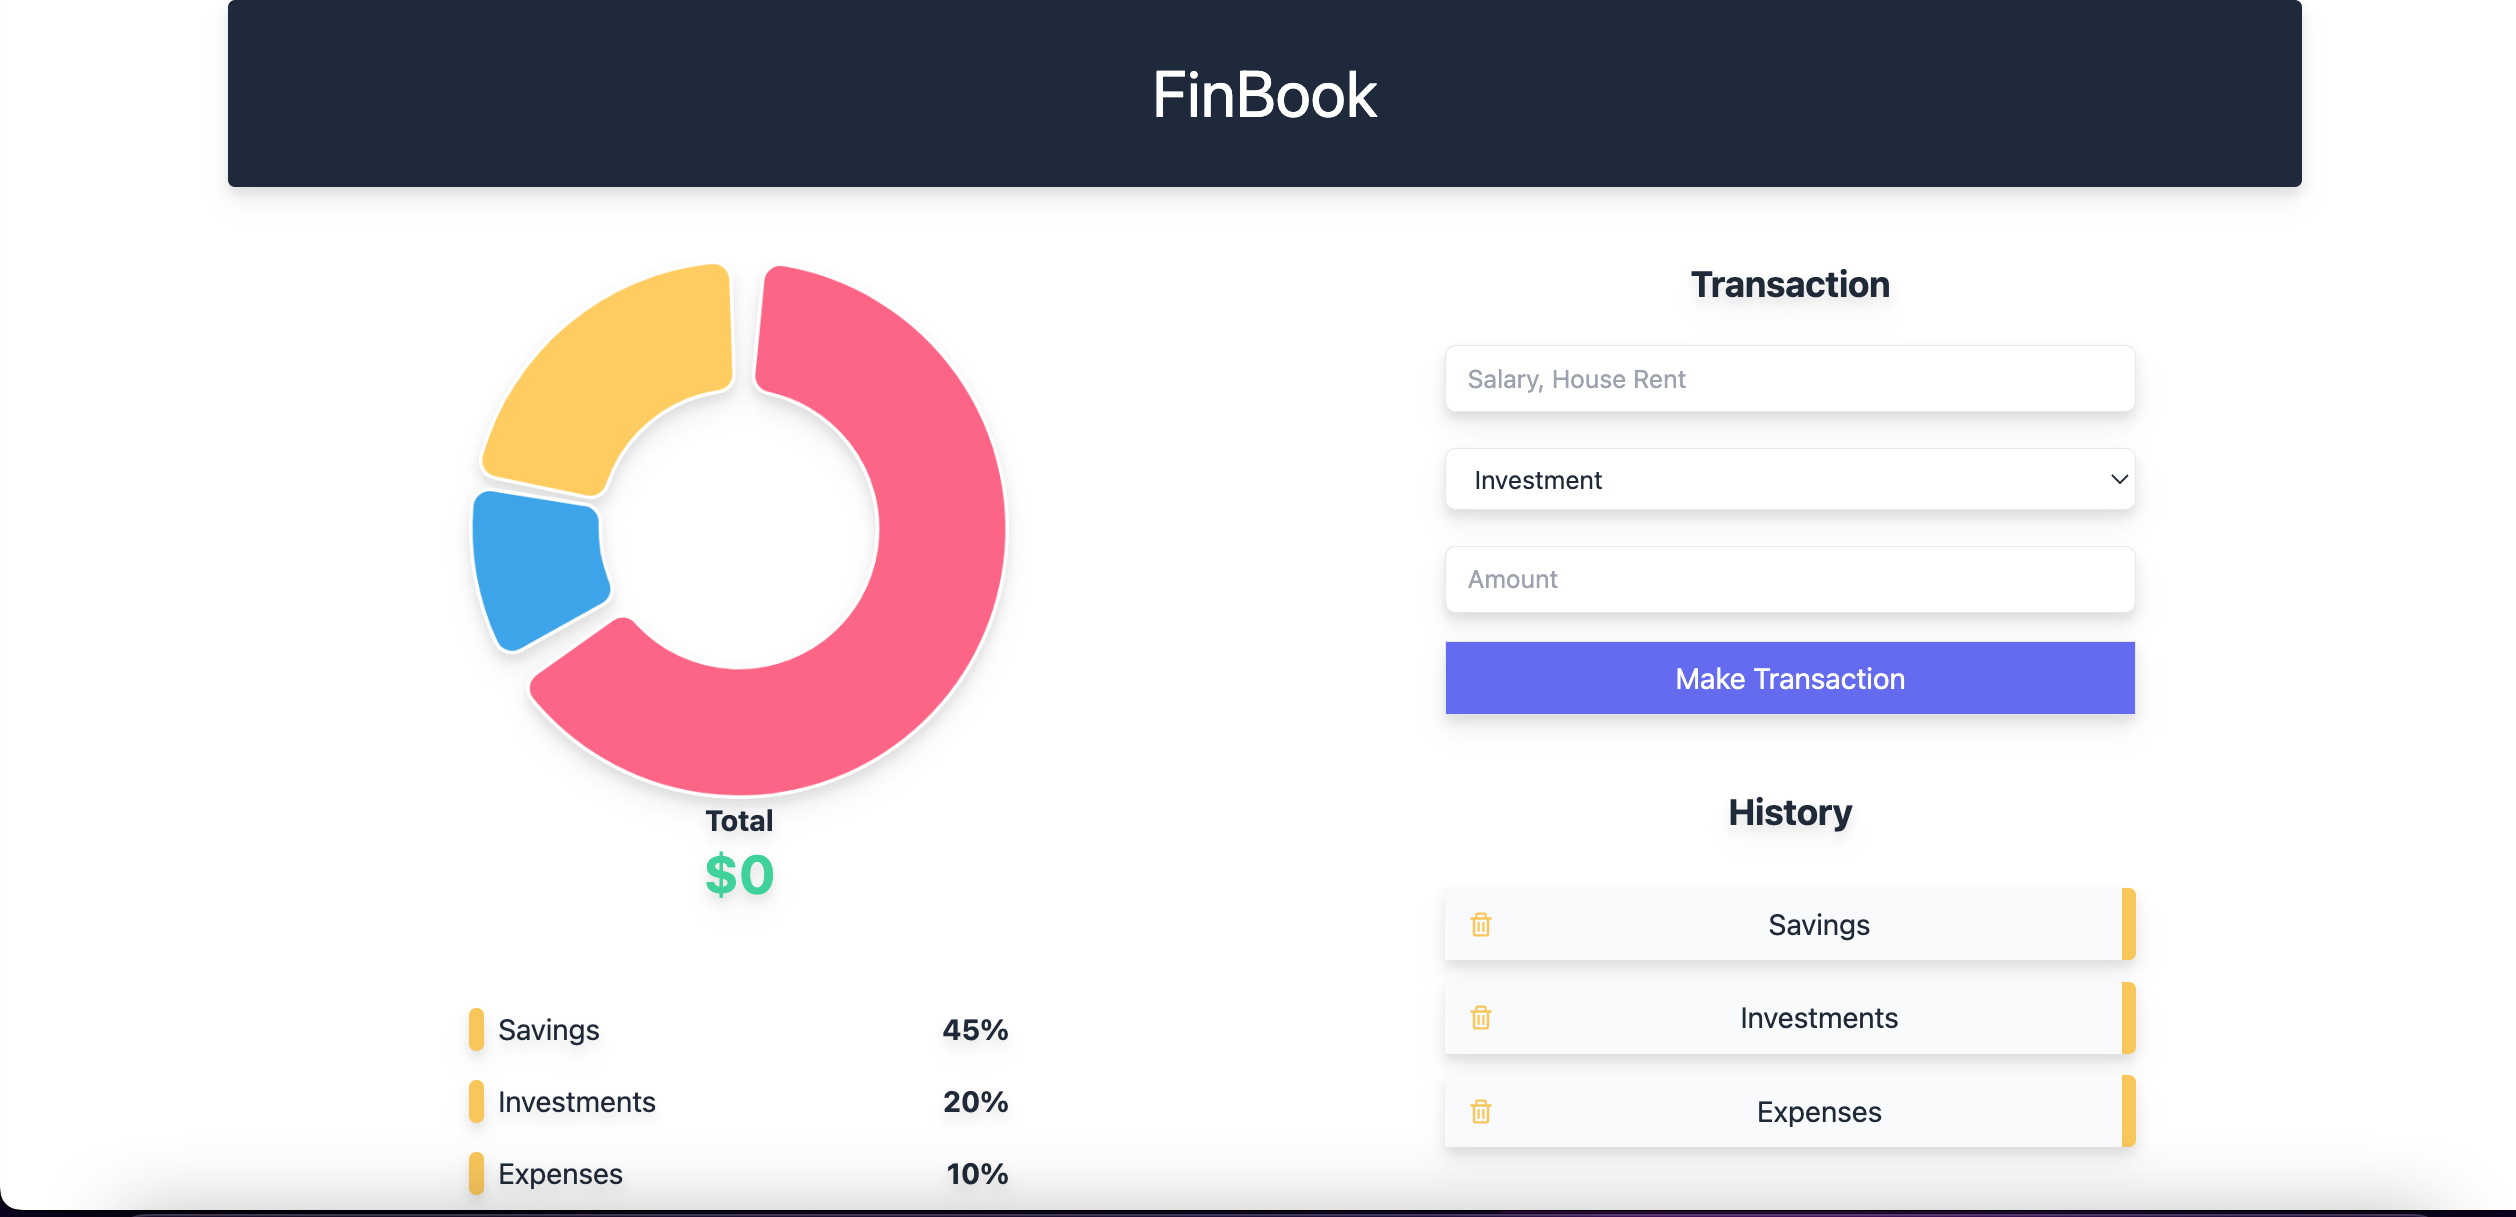 FinBook
Total
$0
Savings 45%
Investments 20%
Expenses 10%
Transaction
Salary, House Rent
Investment
Amount
Make Transaction
History
Savings
Investments
Expenses